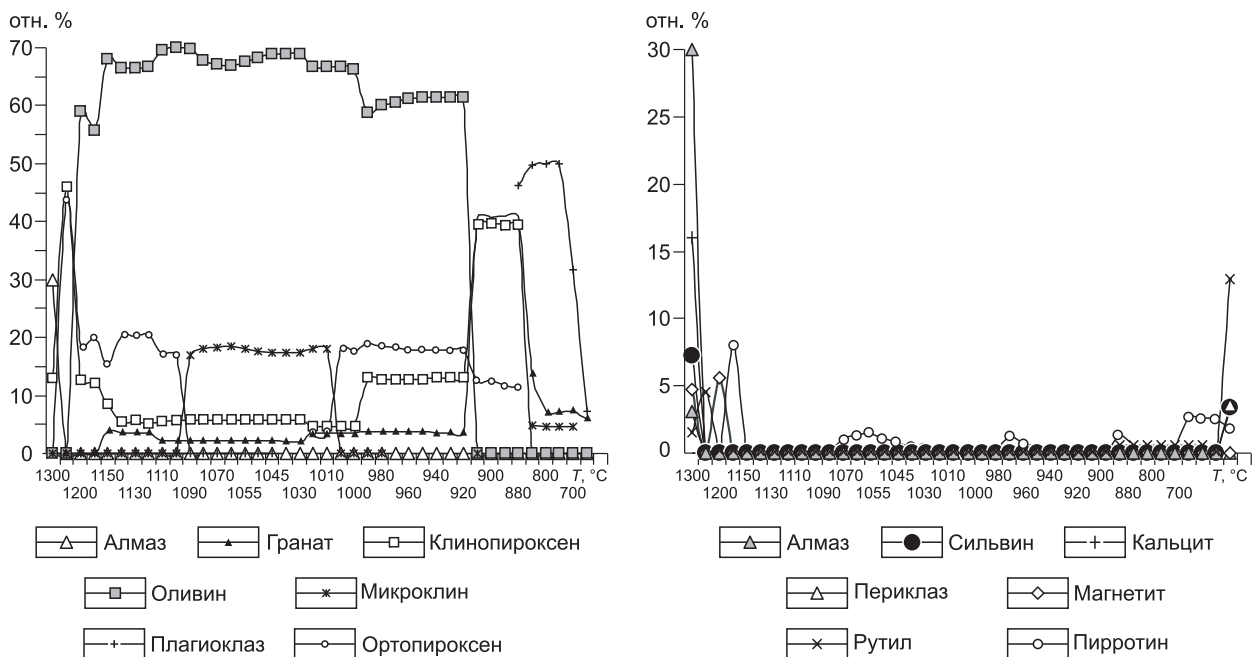 отн. %
70
60
50
40
30
20
10
0
1300 1150 1110 1070 1045 1010 980 940 900 800 T, °C
1200 1130 1090 1055 1030 1000 960 920 880 700
Алмаз Гранат Клинопироксен
Оливин Микроклин
Плагиоклаз Ортопироксен
отн. %
30
25
20
15
10
5
0
1300 1200 1150 1110 1070 1045 1010 980 940 900 800 T, °C
1200 1130 1090 1055 1030 1000 960 920 880 700
Алмаз Сильвин Кальцит
Периклаз Магнетит
Рутил Пирротин